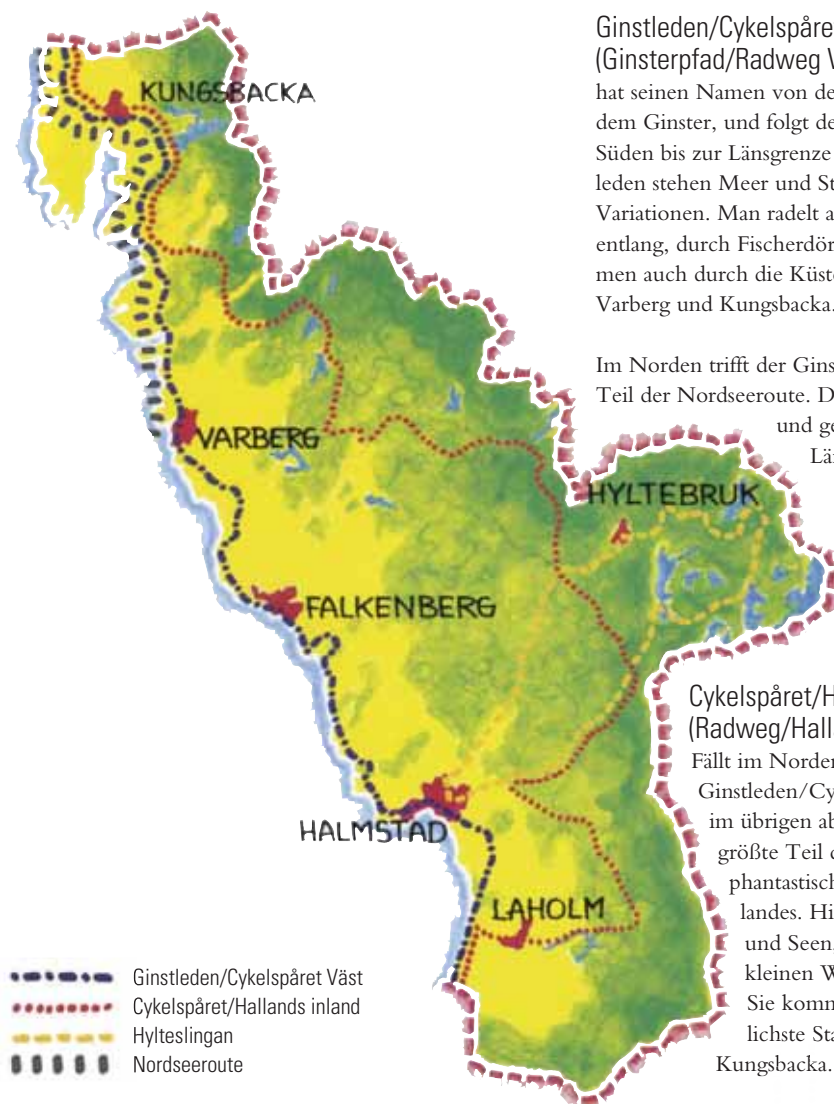 Ginstleden/Cykelspåre
(Ginsterpfad/Radweg V
hat seinen Namen von de
dem Ginster, und folgt de
Süden bis zur Länsgrenze
leden stehen Meer und St
Variationen. Man radelt a
entlang, durch Fischerdör
men auch durch die Küste
Varberg und Kungsbacka.
Im Norden trifft der Gins
Teil der Nordseeroute. D
und ge
Län
KUNGSBACKA
VARBERG
HYLTEBRUK
FALKENBERG
HALMSTAD
LAHOLM
Cykelspåret/H
(Radweg/Halla
Fällt im Norden
Ginstleden/Cy
im übrigen ab
größte Teil d
phantastisch
landes. Hi
und Seen,
kleinen W
Sie komm
lichste Sta
Kungsbacka.
Ginstleden/Cykelspåret Väst
Cykelspåret/Hallands inland
Hylteslingan
Nordseeroute